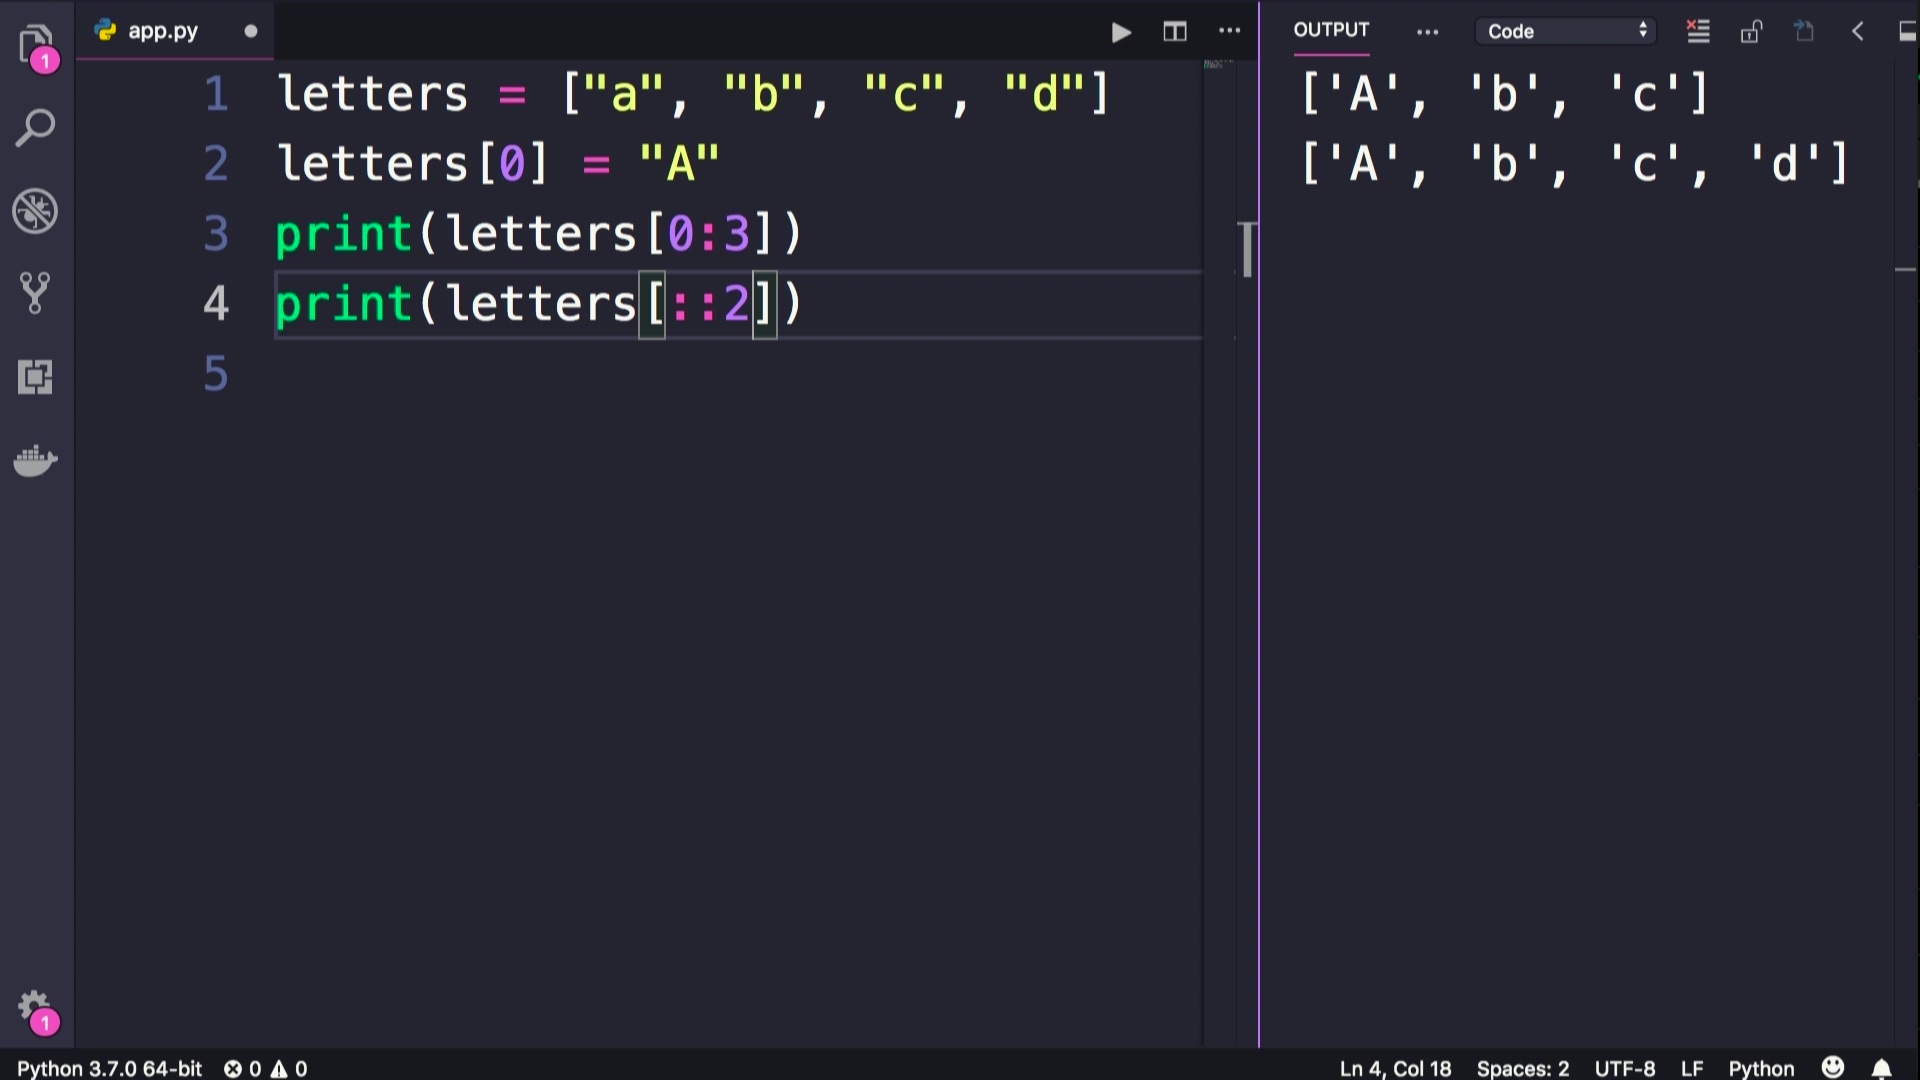 1
app.py
OUTPUT
Code
1 letters = ["a", "b", "c", "d"]
2 letters[0] = "A"
3 print(letters[0:3])
4 print(letters[::2])
5
['A', 'b', 'c']
['A', 'b', 'c', 'd']
1
Python 3.7.0 64-bit 0 0
Ln 4, Col 18 Spaces: 2 UTF-8 LF Python